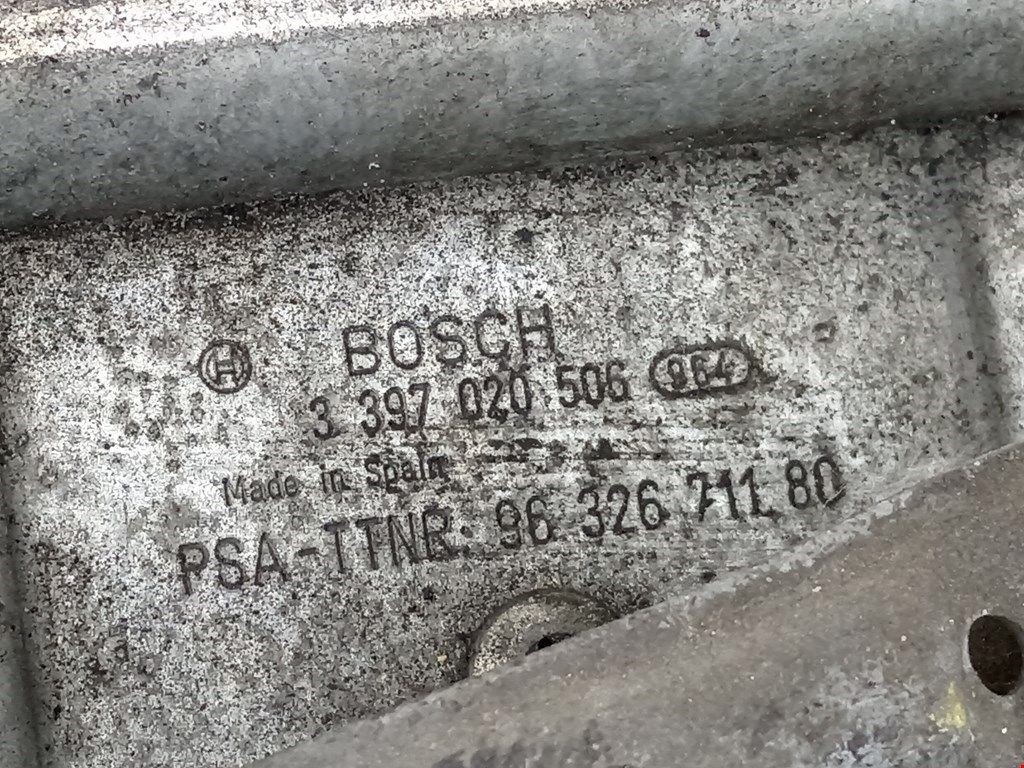 BOSCH
3 397 020 506 964
Made in Spain
PSA-TTNR. 96 326 711 80